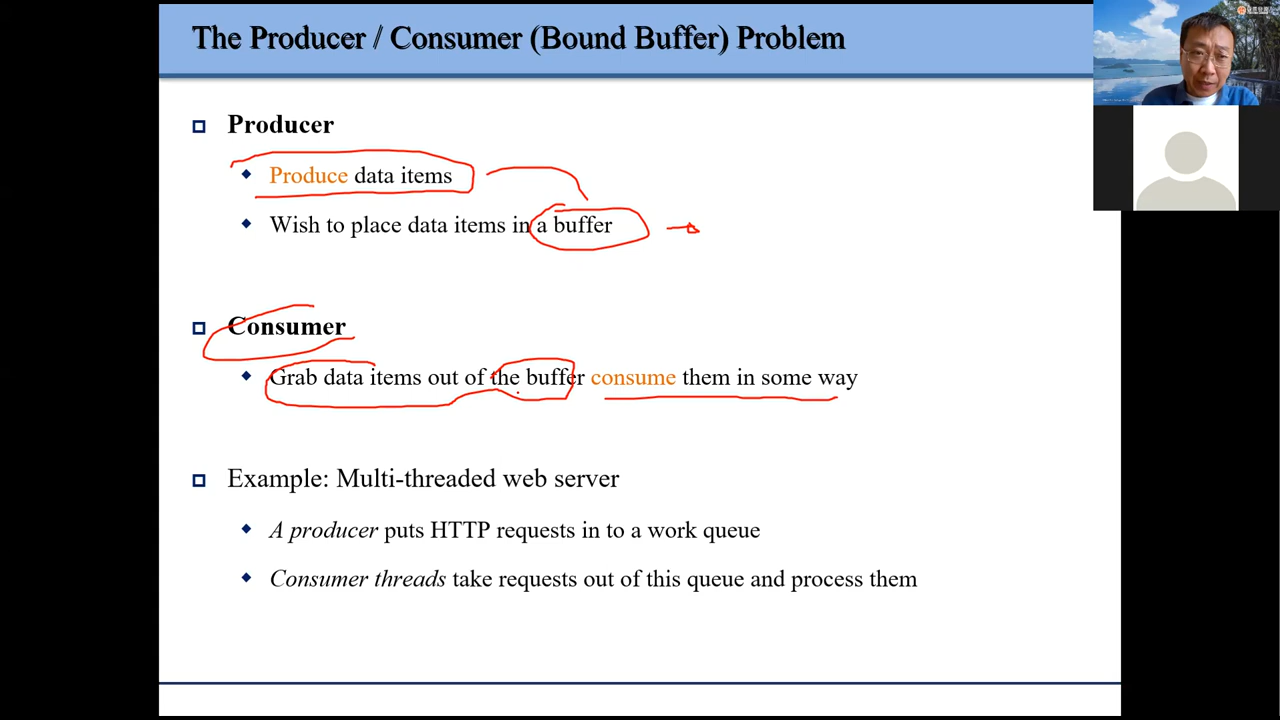 The Producer / Consumer (Bound Buffer) Problem
Producer
Produce data items
Wish to place data items in a buffer
Consumer
Grab data items out of the buffer consume them in some way
Example: Multi-threaded web server
A producer puts HTTP requests in to a work queue
Consumer threads take requests out of this queue and process them